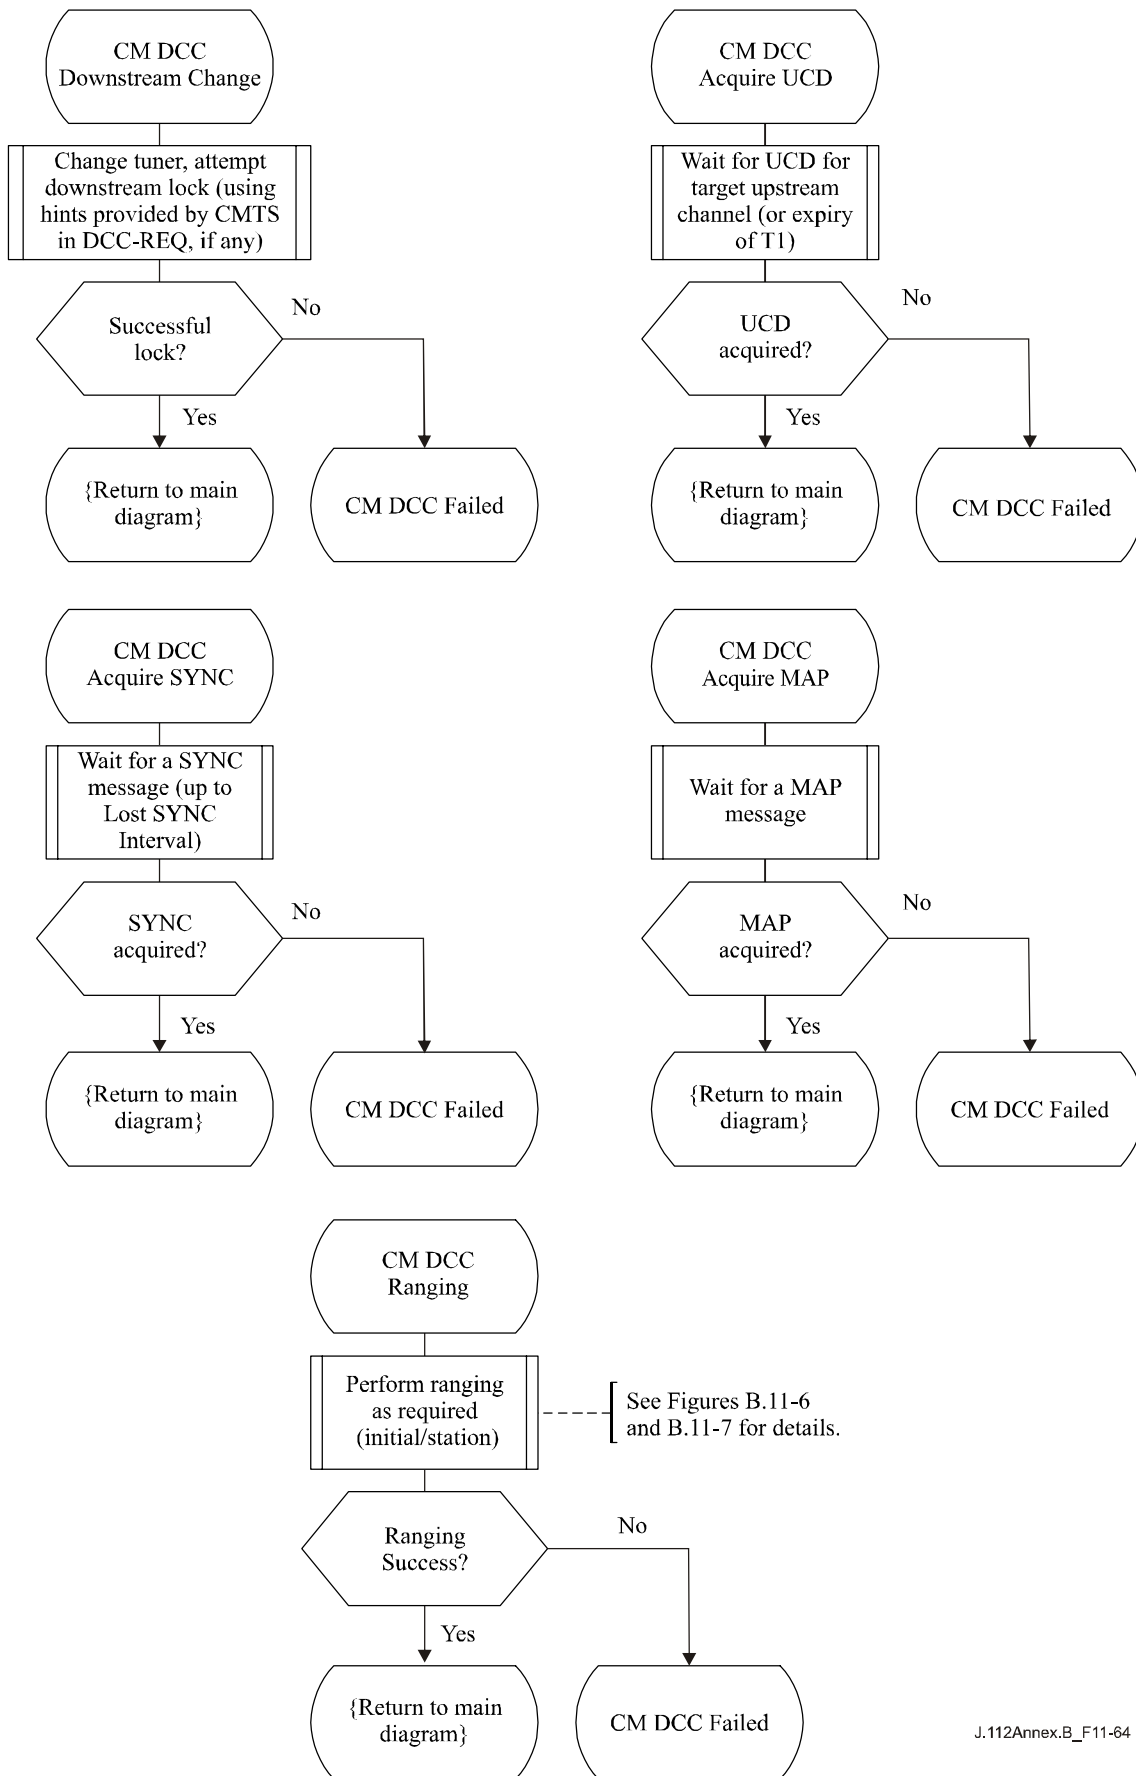 CM DCC
Downstream Change
Change tuner, attempt
downstream lock (using
hints provided by CMTS
in DCC-REQ, if any)
Successful
lock?
No
Yes
{Return to main
diagram}
CM DCC Failed
CM DCC
Acquire UCD
Wait for UCD for
target upstream
channel (or expiry
of T1)
UCD
acquired?
No
Yes
{Return to main
diagram}
CM DCC Failed
CM DCC
Acquire SYNC
Wait for a SYNC
message (up to
Lost SYNC
Interval)
SYNC
acquired?
No
Yes
{Return to main
diagram}
CM DCC Failed
CM DCC
Acquire MAP
Wait for a MAP
message
MAP
acquired?
No
Yes
{Return to main
diagram}
CM DCC Failed
CM DCC
Ranging
Perform ranging
as required
(initial/station)
See Figures B.11-6
and B.11-7 for details.
Ranging
Success?
No
Yes
{Return to main
diagram}
CM DCC Failed
J.112Annex.B_F11-64